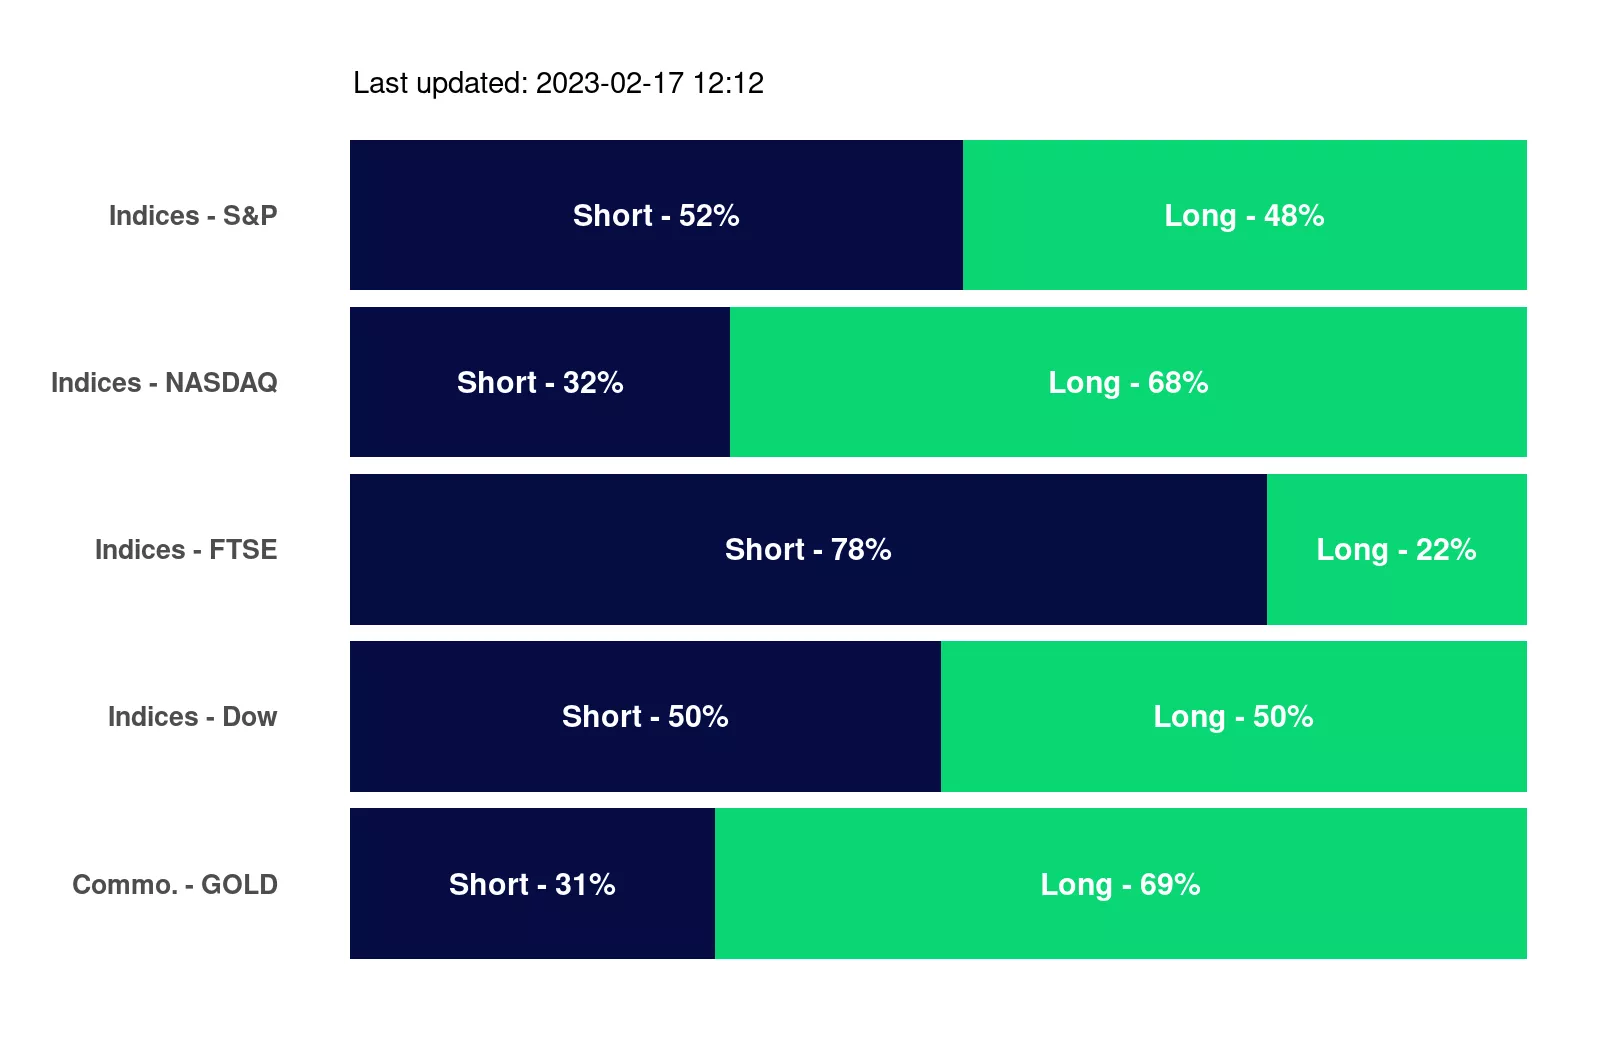 Last updated: 2023-02-17 12:12
Indices - S&P
Short - 52%
Long - 48%
Indices - NASDAQ
Short - 32%
Long - 68%
Indices - FTSE
Short - 78%
Long - 22%
Indices - Dow
Short - 50%
Long - 50%
Commo. - GOLD
Short - 31%
Long - 69%